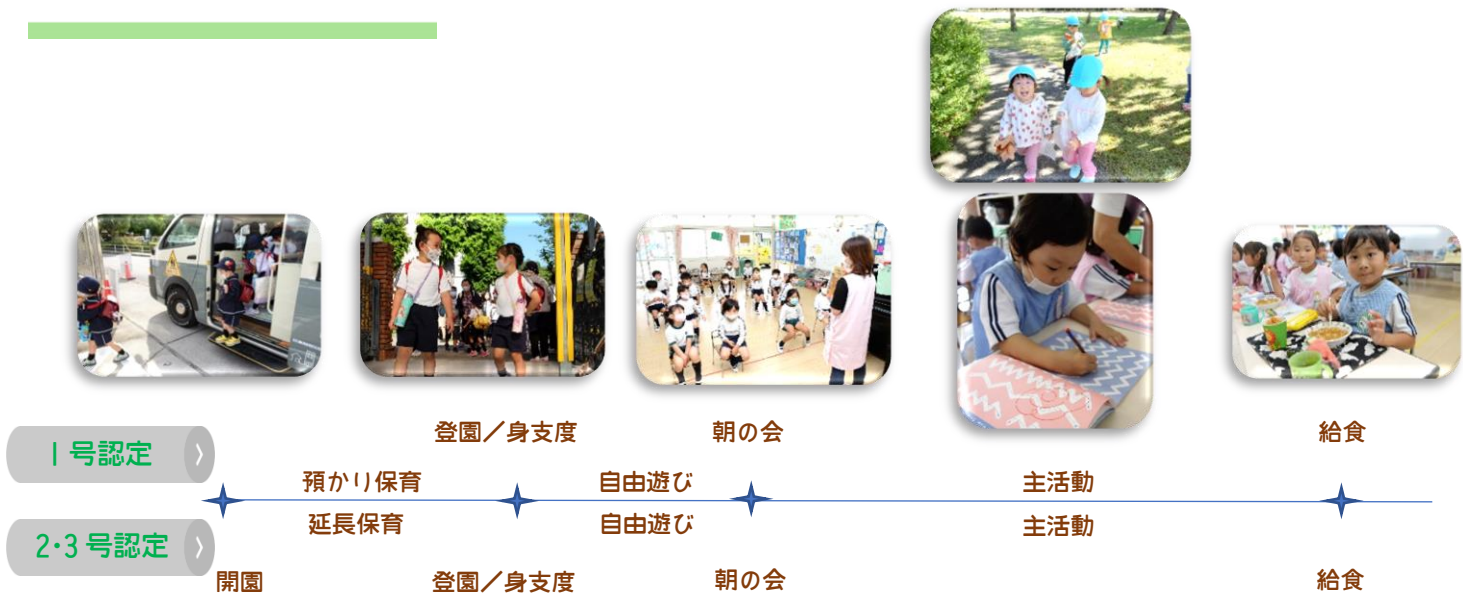 登園／身支度
朝の会
給食
1号認定
預かり保育
自由遊び
主活動
延長保育
自由遊び
主活動
2・3号認定
開園
登園／身支度
朝の会
給食